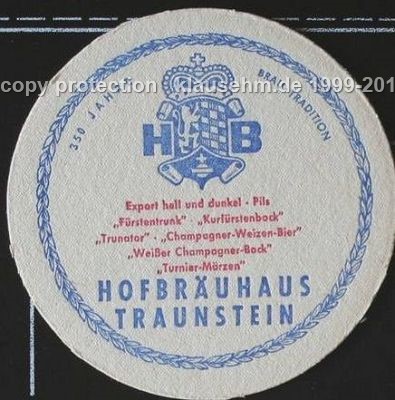 copy protection klausehm.de 1999-201
350 JAHRE BRAUTRADITION
H B
Export hell und dunkel - Pils
„Fürstentrunk" - „Kurfürstenbock"
„Trunator" - „Champagner-Weizen-Bier"
„Weißer Champagner-Bock"
„Turnier-Märzen"
HOFBRÄUHAUS
TRAUNSTEIN